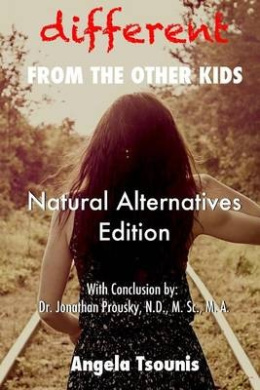 different
FROM THE OTHER KIDS
Natural Alternatives
Edition
With Conclusion by:
Dr. Jonathan Prousky, N.D., M. Sc., M. A.
Angela Tsounis